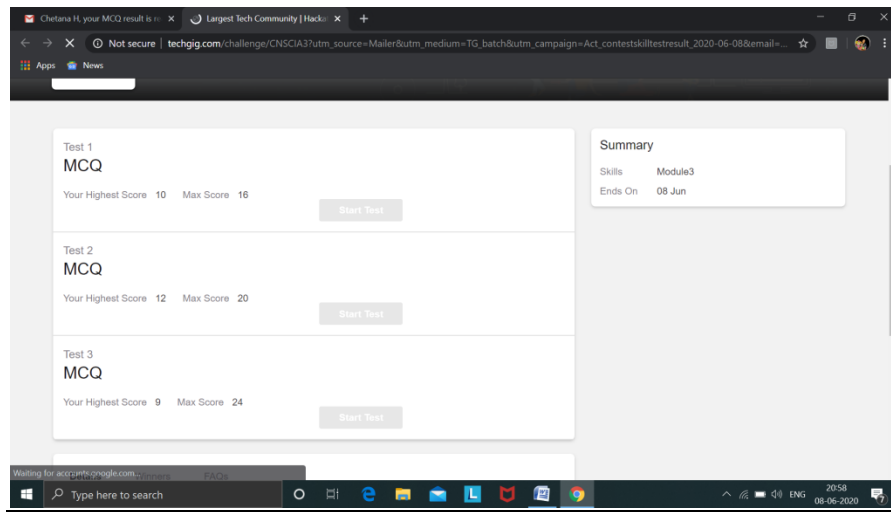 Chetana H, your MCQ result is re
Largest Tech Community | Hacka
Not secure | techgig.com/challenge/CNSCIA3?utm_source=Mailer&utm_medium=TG_batch&utm_campaign=Act_contestskilltestresult_2020-06-08&email=...
Apps News
Test 1
MCQ
Your Highest Score 10 Max Score 16
Start Test
Test 2
MCQ
Your Highest Score 12 Max Score 20
Start Test
Test 3
MCQ
Your Highest Score 9 Max Score 24
Start Test
Summary
Skills Module3
Ends On 08 Jun
Details Winners FAQs
Waiting for accounts.google.com...
Type here to search
ENG
20:58
08-06-2020
7